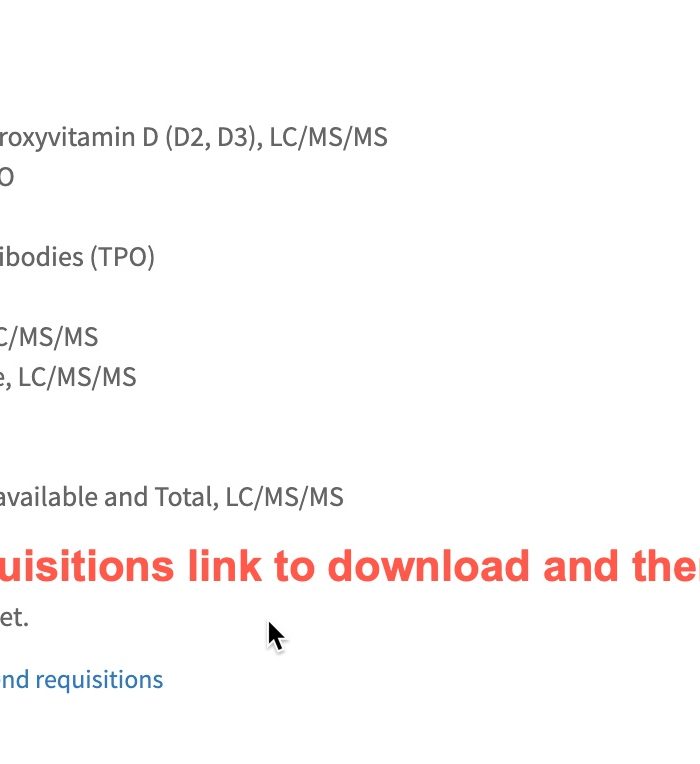 roxyvitamin D (D2, D3), LC/MS/MS
O
ibodies (TPO)
C/MS/MS
e, LC/MS/MS
available and Total, LC/MS/MS
uisitions link to download and the
et.
nd requisitions